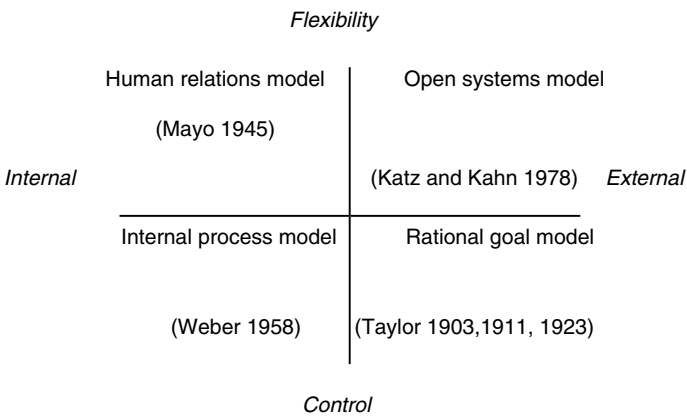 Flexibility
Human relations model Open systems model
(Mayo 1945)
Internal (Katz and Kahn 1978) External
Internal process model Rational goal model
(Weber 1958) (Taylor 1903,1911, 1923)
Control